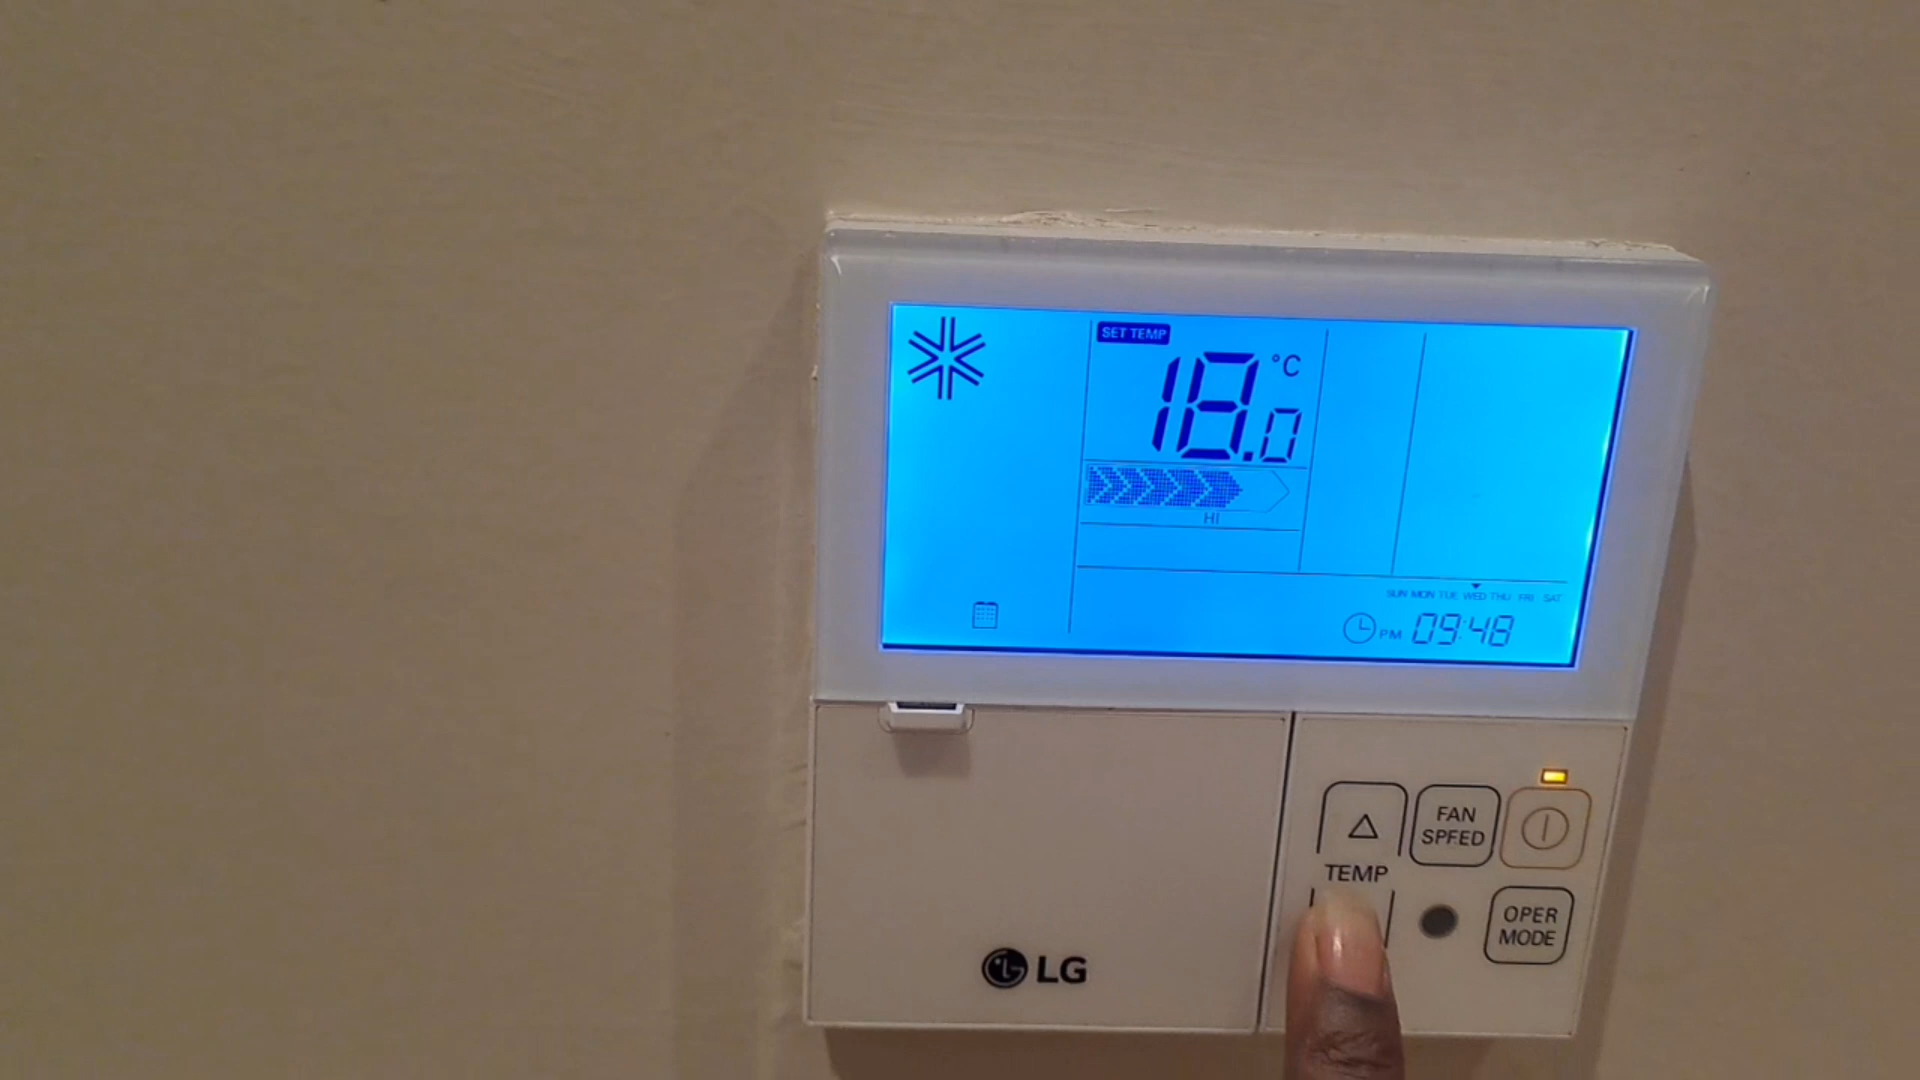 SET TEMP
18.0 °C
HI
SUN MON TUE WED THU FRI SAT
PM 09:48
FAN
SPEED
TEMP
OPER
MODE
LG